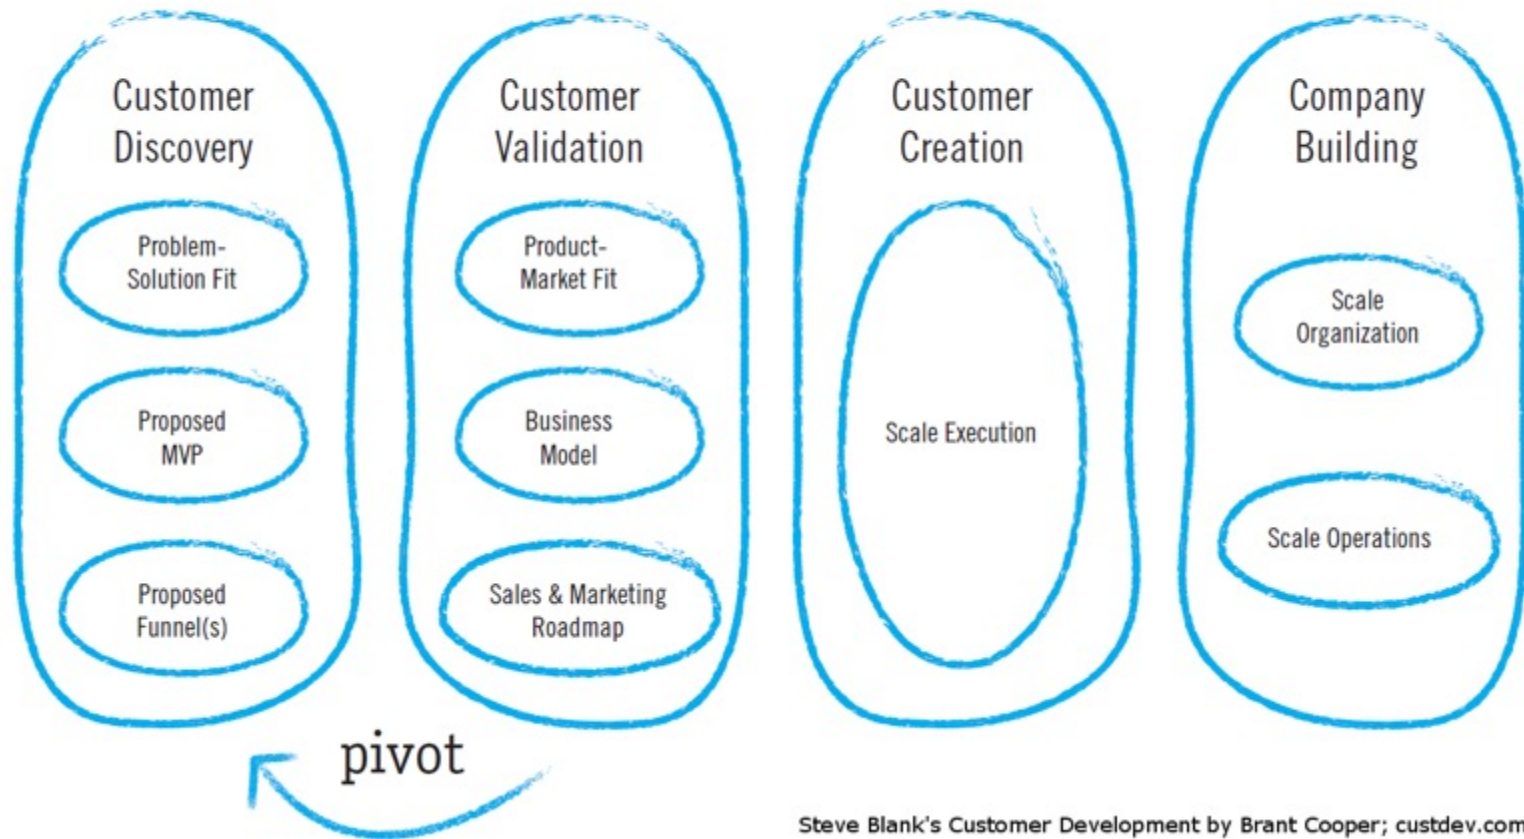 Customer
Discovery
Problem-
Solution Fit
Proposed
MVP
Proposed
Funnel(s)
Customer
Validation
Product-
Market Fit
Business
Model
Sales & Marketing
Roadmap
Customer
Creation
Scale Execution
Company
Building
Scale
Organization
Scale Operations
pivot
Steve Blank's Customer Development by Brant Cooper; custdev.com